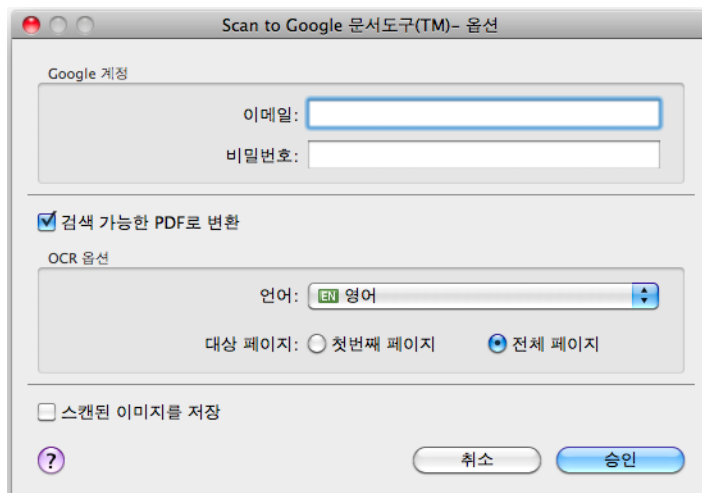 Scan to Google 문서도구(TM)– 옵션
Google 계정
이메일:
비밀번호:
검색 가능한 PDF로 변환
OCR 옵션
언어: EN 영어
대상 페이지: 첫번째 페이지 전체 페이지
스캔된 이미지를 저장
? 취소 승인